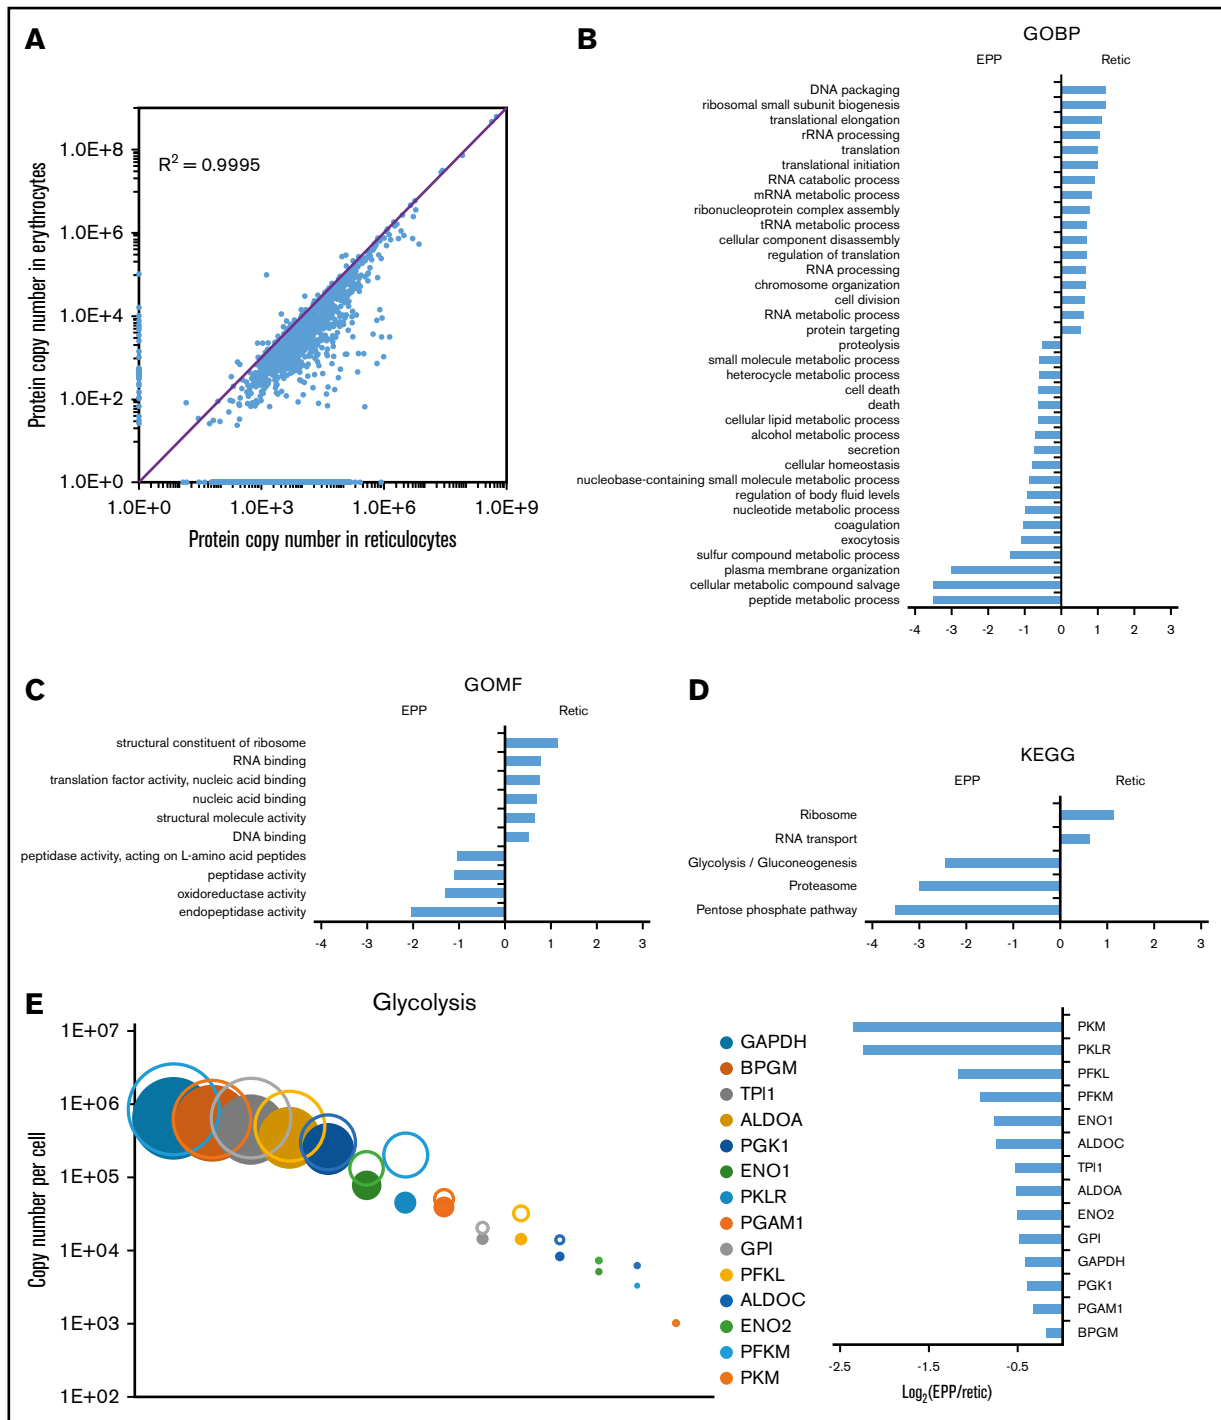 A
R² = 0.9995
Protein copy number in erythrocytes
1.0E+8
1.0E+6
1.0E+4
1.0E+2
1.0E+0
1.0E+0 1.0E+3 1.0E+6 1.0E+9
Protein copy number in reticulocytes
B
GOBP
EPP Retic
DNA packaging
ribosomal small subunit biogenesis
translational elongation
rRNA processing
translation
translational initiation
RNA catabolic process
mRNA metabolic process
ribonucleoprotein complex assembly
tRNA metabolic process
cellular component disassembly
regulation of translation
RNA processing
chromosome organization
cell division
RNA metabolic process
protein targeting
proteolysis
small molecule metabolic process
heterocycle metabolic process
cell death
death
cellular lipid metabolic process
alcohol metabolic process
secretion
cellular homeostasis
nucleobase-containing small molecule metabolic process
regulation of body fluid levels
nucleotide metabolic process
coagulation
exocytosis
sulfur compound metabolic process
plasma membrane organization
cellular metabolic compound salvage
peptide metabolic process
-4 -3 -2 -1 0 1 2 3
C
GOMF
EPP Retic
structural constituent of ribosome
RNA binding
translation factor activity, nucleic acid binding
nucleic acid binding
structural molecule activity
DNA binding
peptidase activity, acting on L-amino acid peptides
peptidase activity
oxidoreductase activity
endopeptidase activity
-4 -3 -2 -1 0 1 2 3
D
KEGG
EPP Retic
Ribosome
RNA transport
Glycolysis / Gluconeogenesis
Proteasome
Pentose phosphate pathway
-4 -3 -2 -1 0 1 2 3
E
Glycolysis
Copy number per cell
1E+07
1E+06
1E+05
1E+04
1E+03
1E+02
GAPDH
BPGM
TPI1
ALDOA
PGK1
ENO1
PKLR
PGAM1
GPI
PFKL
ALDOC
ENO2
PFKM
PKM
PKM
PKLR
PFKL
PFKM
ENO1
ALDOC
TPI1
ALDOA
ENO2
GPI
GAPDH
PGK1
PGAM1
BPGM
-2.5 -1.5 -0.5
Log₂(EPP/retic)